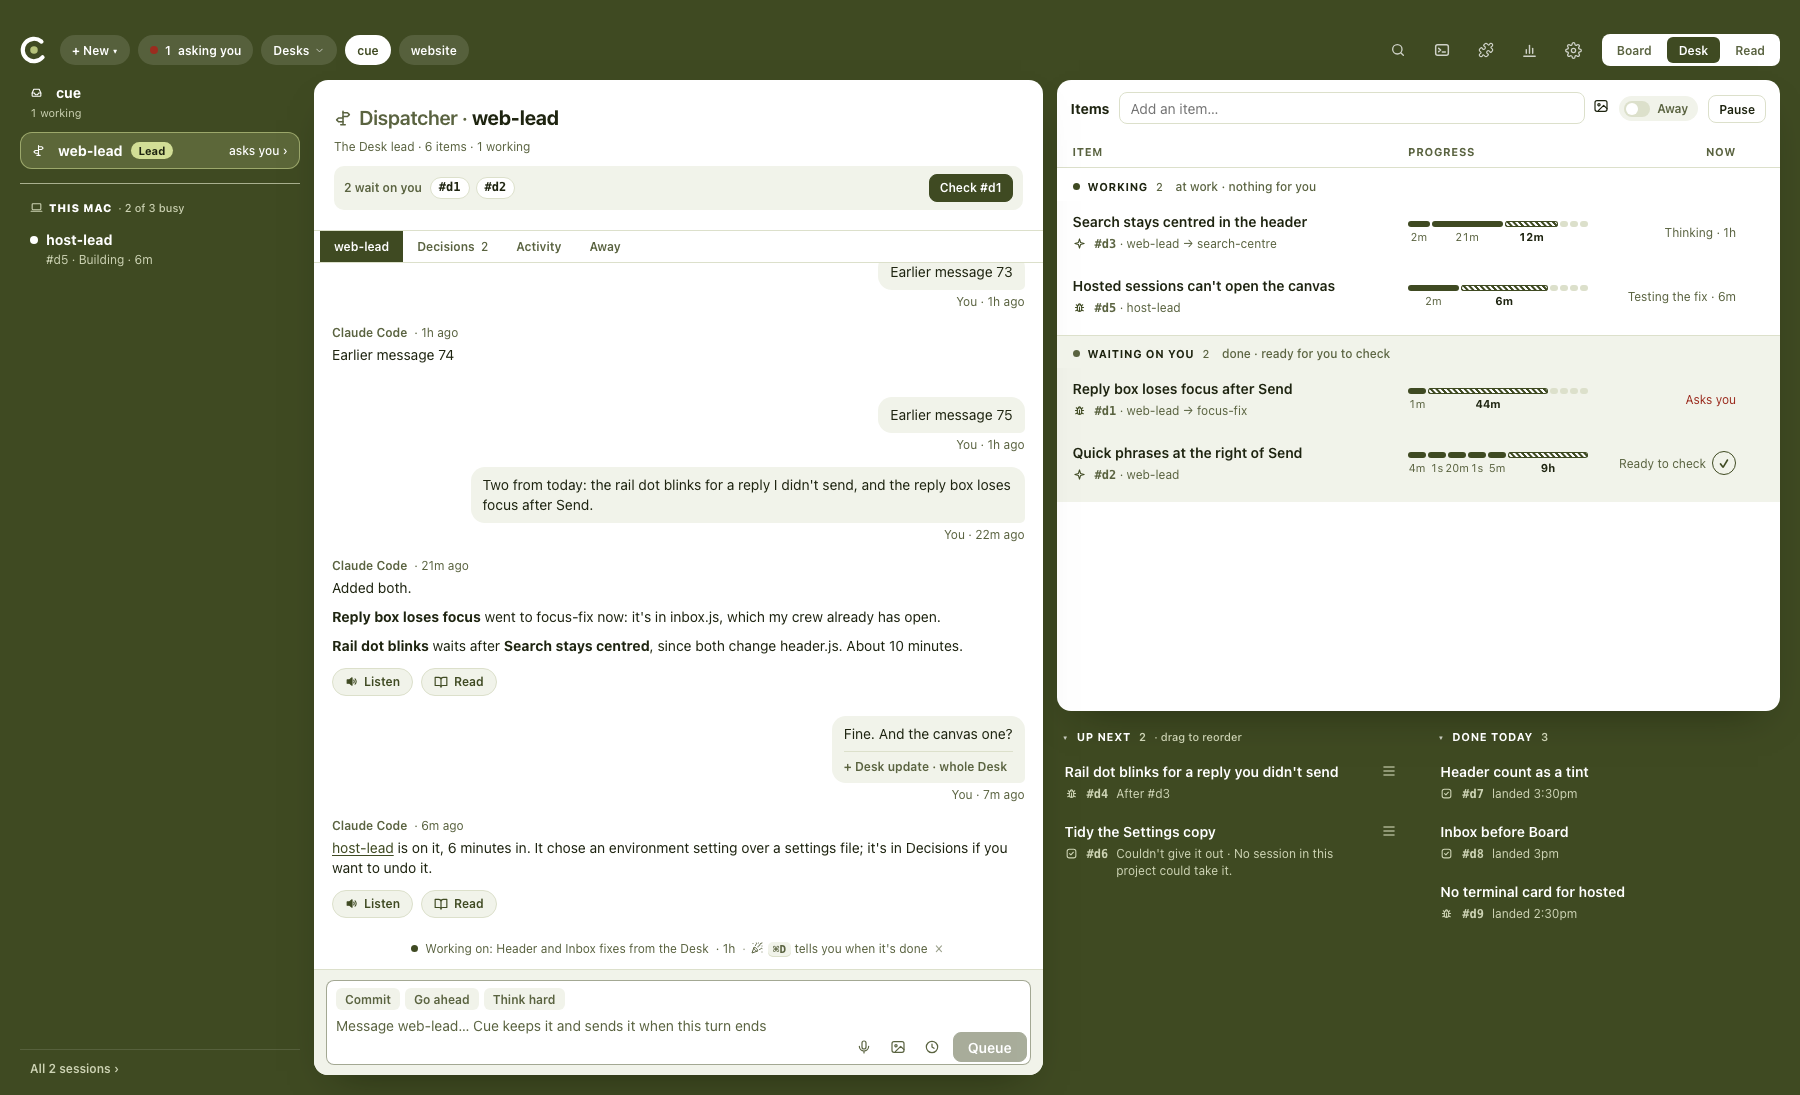 + New ▾
1 asking you
Desks
cue
website
Board
Desk
Read
cue
1 working
web-lead Lead asks you ›
THIS MAC · 2 of 3 busy
host-lead
#d5 · Building · 6m
All 2 sessions ›
Dispatcher · web-lead
The Desk lead · 6 items · 1 working
2 wait on you #d1 #d2
Check #d1
web-lead
Decisions 2
Activity
Away
Earlier message 73
You · 1h ago
Claude Code · 1h ago
Earlier message 74
Earlier message 75
You · 1h ago
Two from today: the rail dot blinks for a reply I didn't send, and the reply box loses
focus after Send.
You · 22m ago
Claude Code · 21m ago
Added both.
Reply box loses focus went to focus-fix now: it's in inbox.js, which my crew already has open.
Rail dot blinks waits after Search stays centred, since both change header.js. About 10 minutes.
Listen
Read
Fine. And the canvas one?
+ Desk update · whole Desk
You · 7m ago
Claude Code · 6m ago
host-lead is on it, 6 minutes in. It chose an environment setting over a settings file; it's in Decisions if you
want to undo it.
Listen
Read
Working on: Header and Inbox fixes from the Desk · 1h · ⌘D tells you when it's done ×
Commit
Go ahead
Think hard
Message web-lead... Cue keeps it and sends it when this turn ends
Queue
Items
Add an item...
Away
Pause
ITEM
PROGRESS
NOW
WORKING 2 at work · nothing for you
Search stays centred in the header
#d3 · web-lead → search-centre
2m 21m 12m
Thinking · 1h
Hosted sessions can't open the canvas
#d5 · host-lead
2m 6m
Testing the fix · 6m
WAITING ON YOU 2 done · ready for you to check
Reply box loses focus after Send
#d1 · web-lead → focus-fix
1m 44m
Asks you
Quick phrases at the right of Send
#d2 · web-lead
4m 1s 20m 1s 5m 9h
Ready to check
UP NEXT 2 · drag to reorder
Rail dot blinks for a reply you didn't send
#d4 After #d3
Tidy the Settings copy
#d6 Couldn't give it out · No session in this
project could take it.
DONE TODAY 3
Header count as a tint
#d7 landed 3:30pm
Inbox before Board
#d8 landed 3pm
No terminal card for hosted
#d9 landed 2:30pm